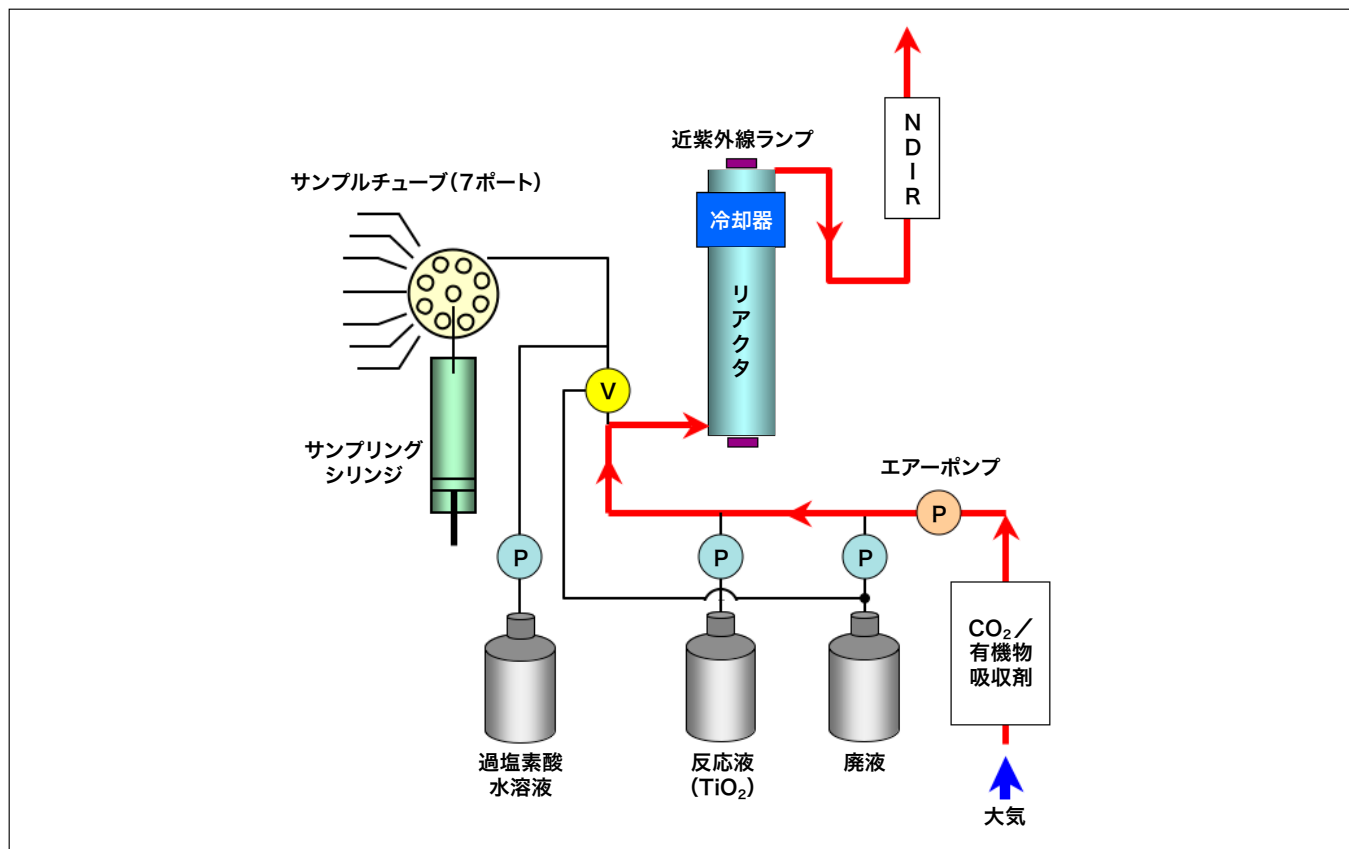 近紫外線ランプ
N
D
I
R
サンプルチューブ（7ポート）
冷却器
リ
ア
ク
タ
V
サンプリング
シリンジ
エアーポンプ
P
P
P
P
CO₂／
有機物
吸収剤
過塩素酸
水溶液
反応液
（TiO₂）
廃液
大気